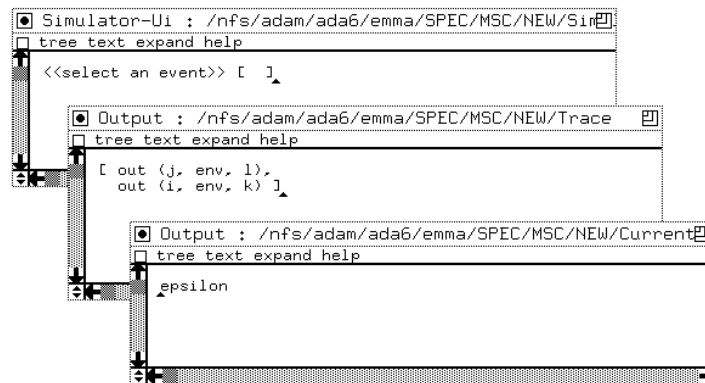 Simulator-Ui : /nfs/adam/ada6/emma/SPEC/MSC/NEW/Sim
tree text expand help
<<select an event>> [ ]
Output : /nfs/adam/ada6/emma/SPEC/MSC/NEW/Trace
tree text expand help
[ out (j, env, l),
out (i, env, k) ]
Output : /nfs/adam/ada6/emma/SPEC/MSC/NEW/Current
tree text expand help
epsilon